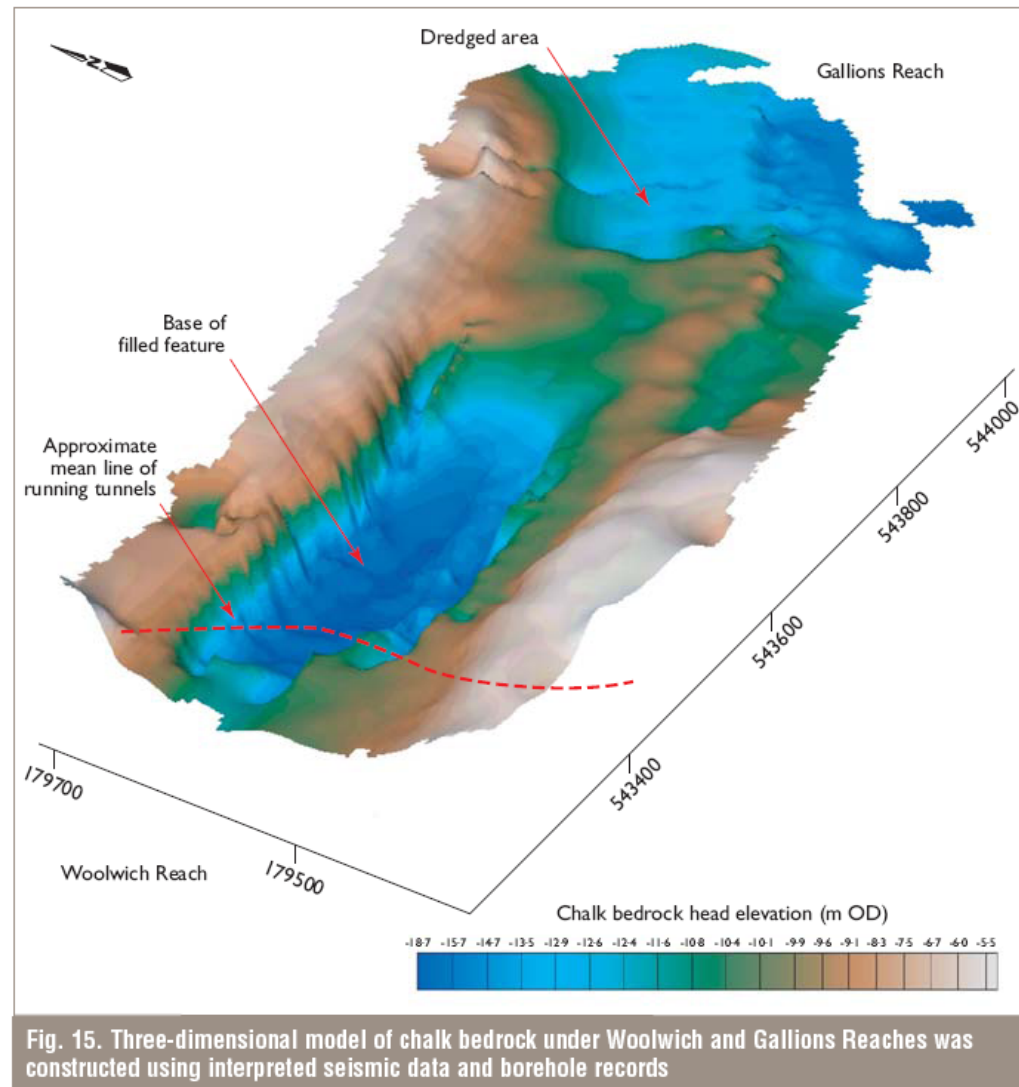 Dredged area
Gallions Reach
N
Base of
filled feature
Approximate
mean line of
running tunnels
544000
543800
543600
543400
179700
179500
Woolwich Reach
Chalk bedrock head elevation (m OD)
-18·7 -15·7 -14·7 -13·5 -12·9 -12·6 -12·4 -11·6 -10·8 -10·4 -10·1 -9·9 -9·6 -9·1 -8·3 -7·5 -6·7 -6·0 -5·5
Fig. 15. Three-dimensional model of chalk bedrock under Woolwich and Gallions Reaches was
constructed using interpreted seismic data and borehole records